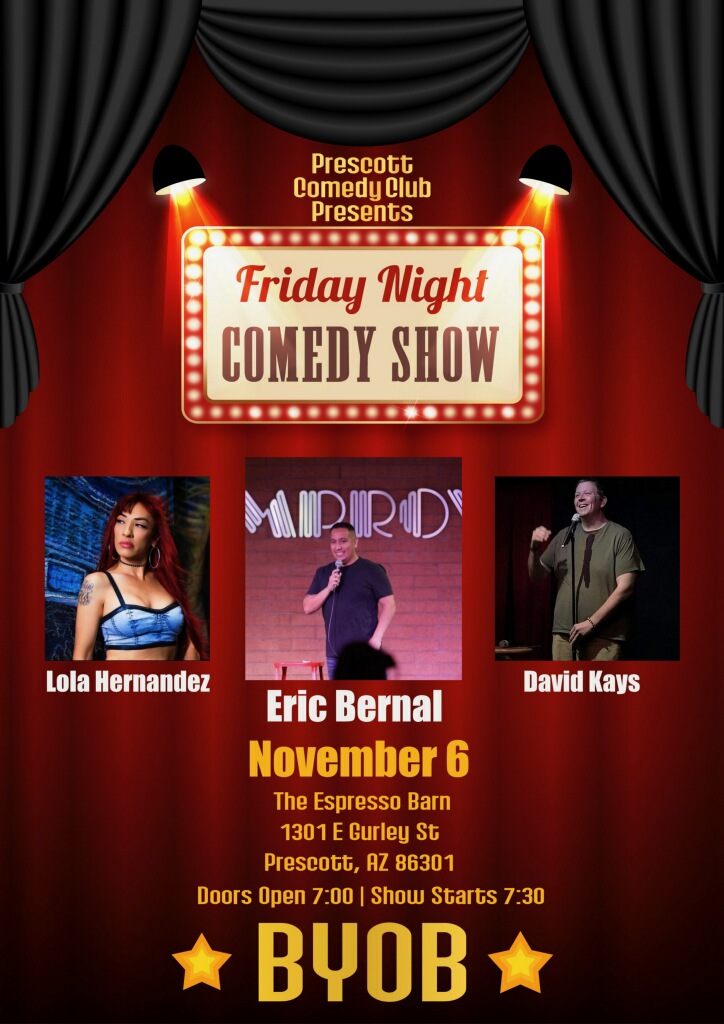 Prescott
Comedy Club
Presents
Friday Night
COMEDY SHOW
MPROV
Lola Hernandez
Eric Bernal
David Kays
November 6
The Espresso Barn
1301 E Gurley St
Prescott, AZ 86301
Doors Open 7:00 | Show Starts 7:30
BYOB